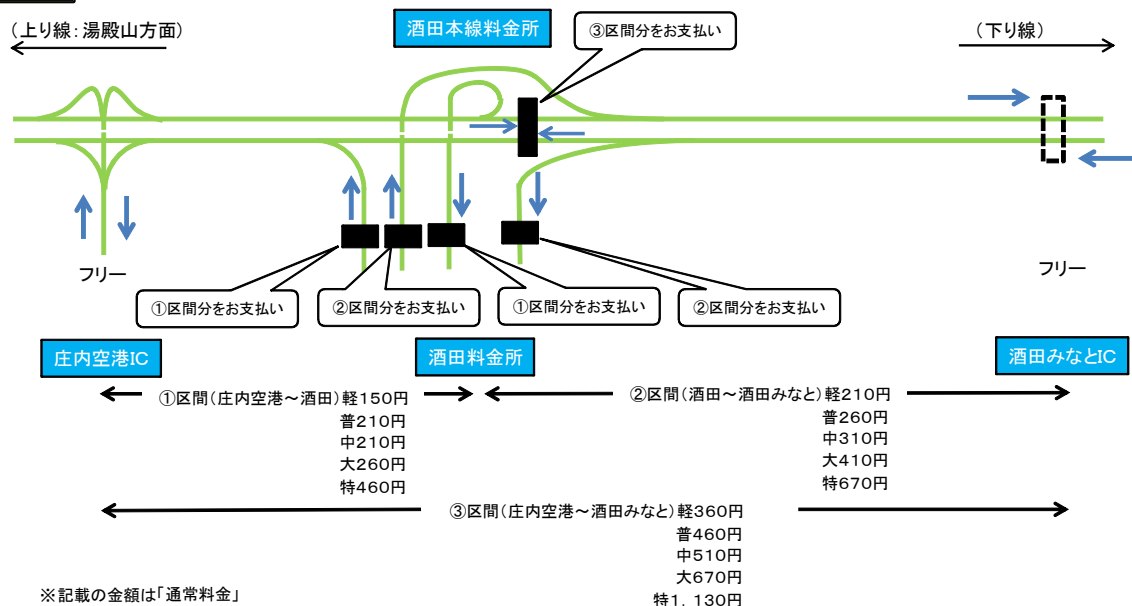 (上り線:湯殿山方面)
酒田本線料金所
③区間分をお支払い
(下り線)
フリー
フリー
①区間分をお支払い
②区間分をお支払い
①区間分をお支払い
②区間分をお支払い
庄内空港IC
酒田料金所
酒田みなとIC
①区間(庄内空港～酒田)軽150円
普210円
中210円
大260円
特460円
②区間(酒田～酒田みなと)軽210円
普260円
中310円
大410円
特670円
③区間(庄内空港～酒田みなと)軽360円
普460円
中510円
大670円
特1,130円
※記載の金額は「通常料金」